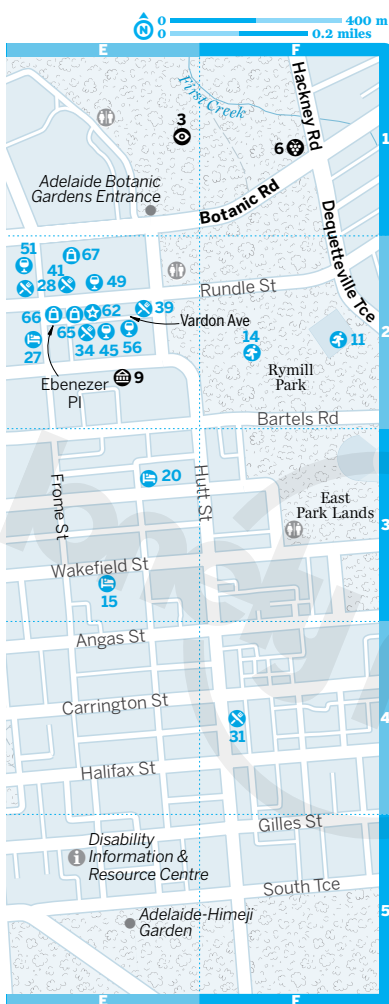 0 400 m
N
0 0.2 miles
E F
First Creek
Hackney Rd
3
6
1
Adelaide Botanic
Gardens Entrance
Botanic Rd
Dequetteville Tce
51
67
41
28
49
Rundle St
39
66
62
Vardon Ave
65
27
34 45 56
14
11
2
Ebenezer
Pl
9
Rymill
Park
Bartels Rd
20
Hutt St
Frome St
East
Park Lands
3
Wakefield St
15
Angas St
Carrington St
31
4
Halifax St
Gilles St
Disability
Information &
Resource Centre
South Tce
5
Adelaide-Himeji
Garden
E F
lonely